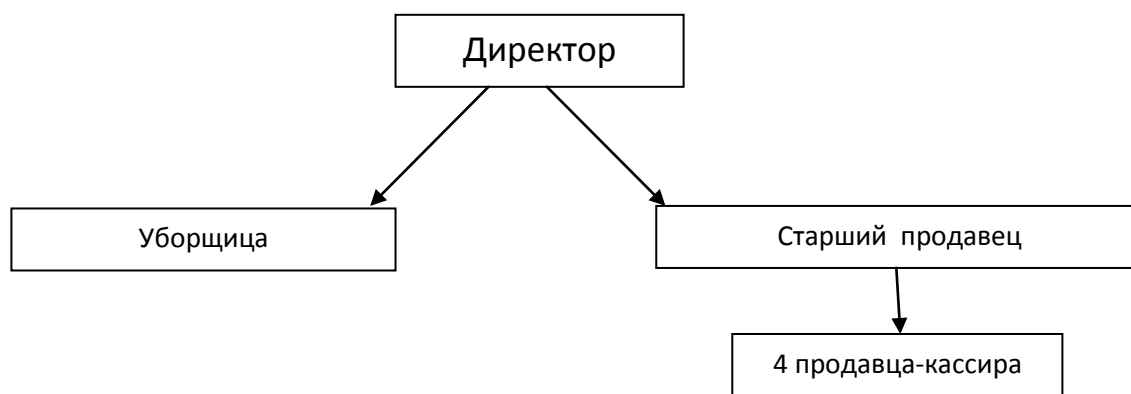 Директор
Уборщица
Старший продавец
4 продавца-кассира